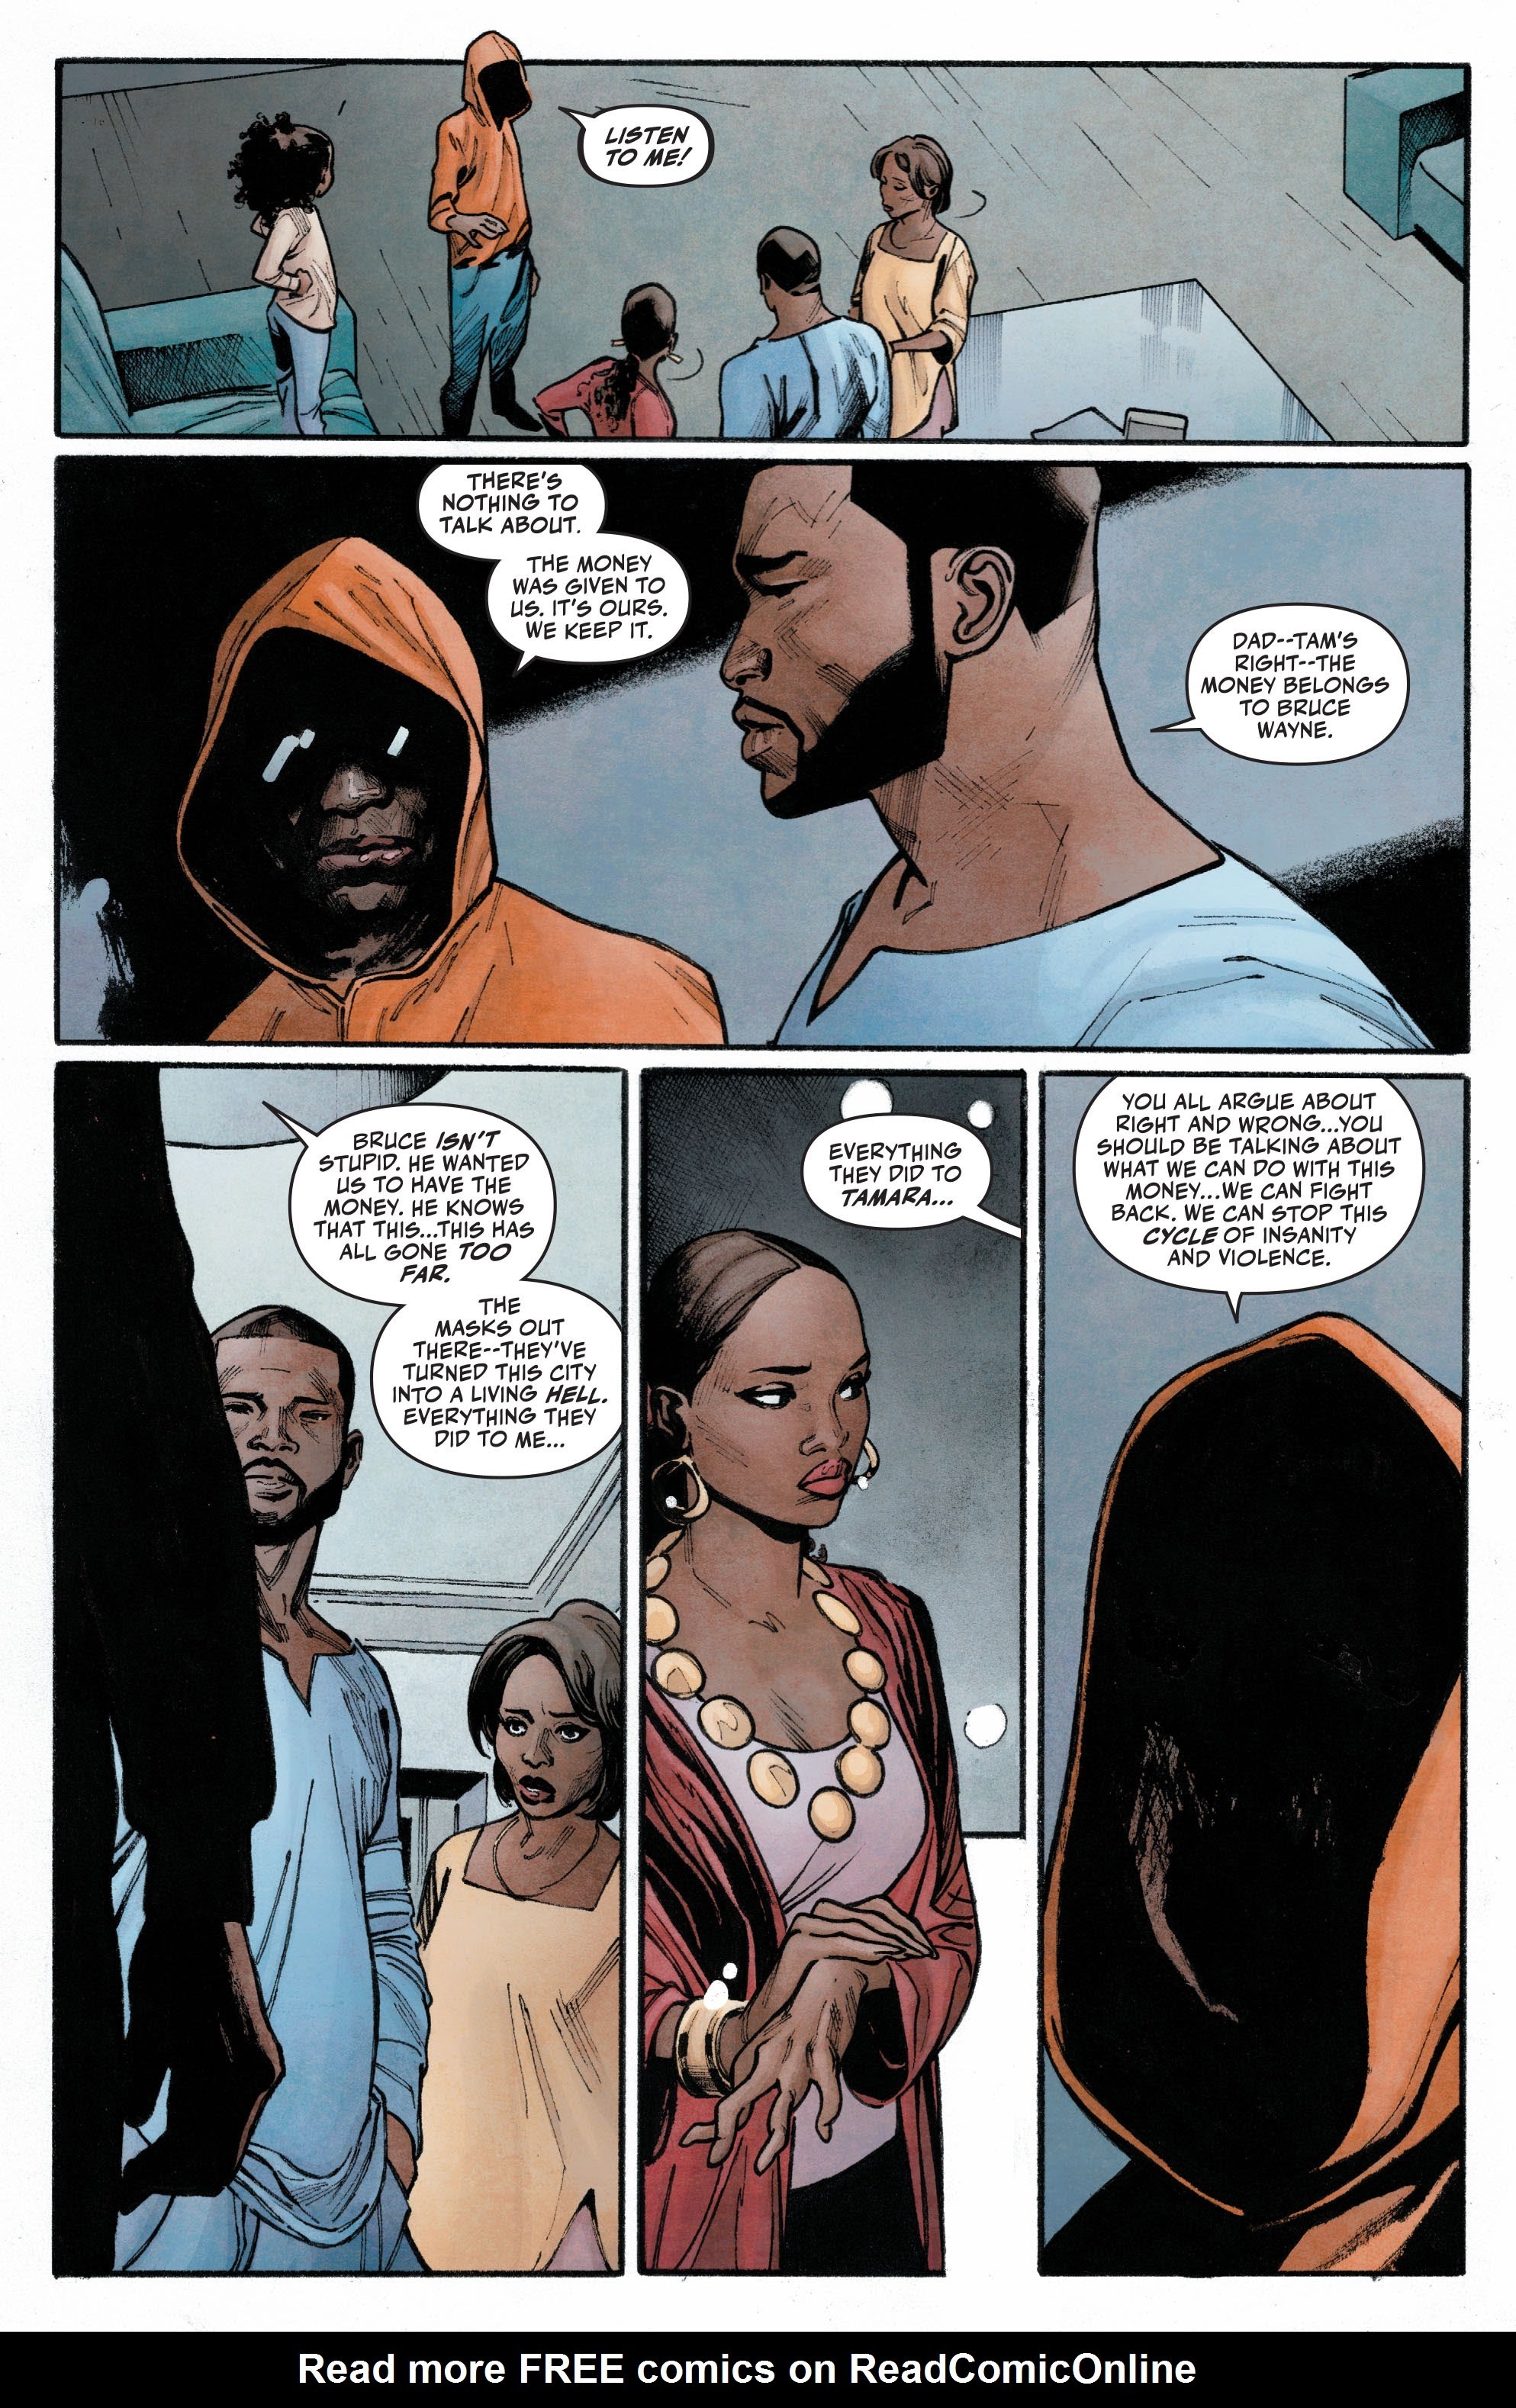 LISTEN
TO ME!
THERE'S
NOTHING TO
TALK ABOUT.
THE MONEY
WAS GIVEN TO
US. IT'S OURS.
WE KEEP IT.
DAD--TAM'S
RIGHT--THE
MONEY BELONGS
TO BRUCE
WAYNE.
BRUCE ISN'T
STUPID. HE WANTED
US TO HAVE THE
MONEY. HE KNOWS
THAT THIS...THIS HAS
ALL GONE TOO
FAR.
THE
MASKS OUT
THERE--THEY'VE
TURNED THIS CITY
INTO A LIVING HELL.
EVERYTHING THEY
DID TO ME...
EVERYTHING
THEY DID TO
TAMARA...
YOU ALL ARGUE ABOUT
RIGHT AND WRONG...YOU
SHOULD BE TALKING ABOUT
WHAT WE CAN DO WITH THIS
MONEY...WE CAN FIGHT
BACK. WE CAN STOP THIS
CYCLE OF INSANITY
AND VIOLENCE.
Read more FREE comics on ReadComicOnline